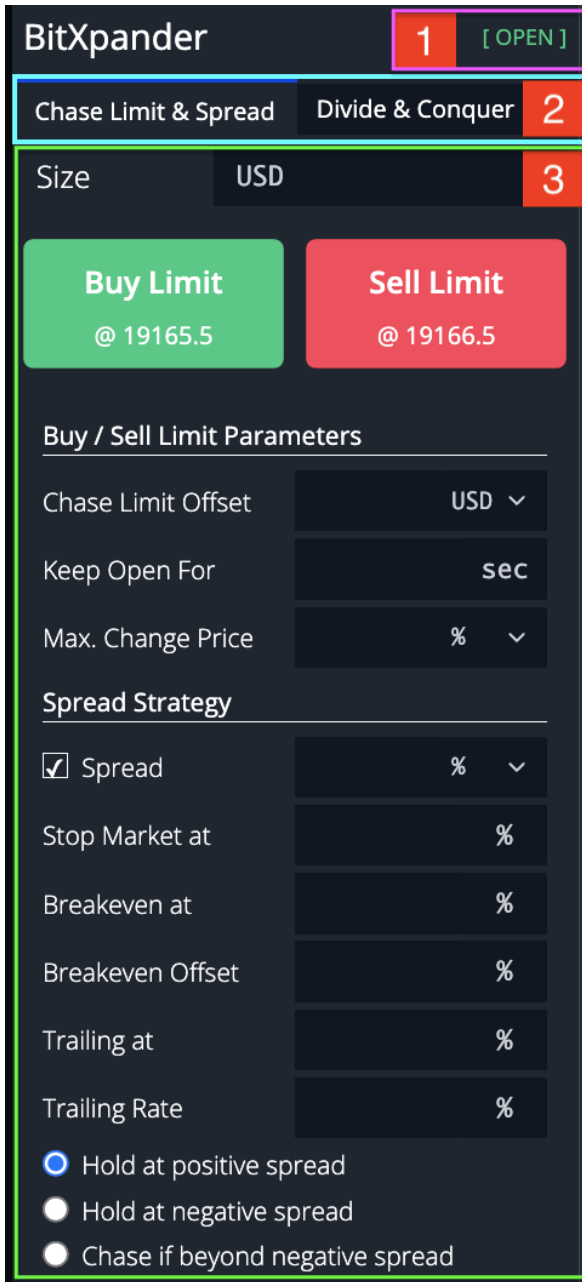 BitXpander 1 [ OPEN ]
Chase Limit & Spread Divide & Conquer 2
Size USD 3
Buy Limit Sell Limit
@ 19165.5 @ 19166.5
Buy / Sell Limit Parameters
Chase Limit Offset USD
Keep Open For sec
Max. Change Price %
Spread Strategy
Spread %
Stop Market at %
Breakeven at %
Breakeven Offset %
Trailing at %
Trailing Rate %
Hold at positive spread
Hold at negative spread
Chase if beyond negative spread